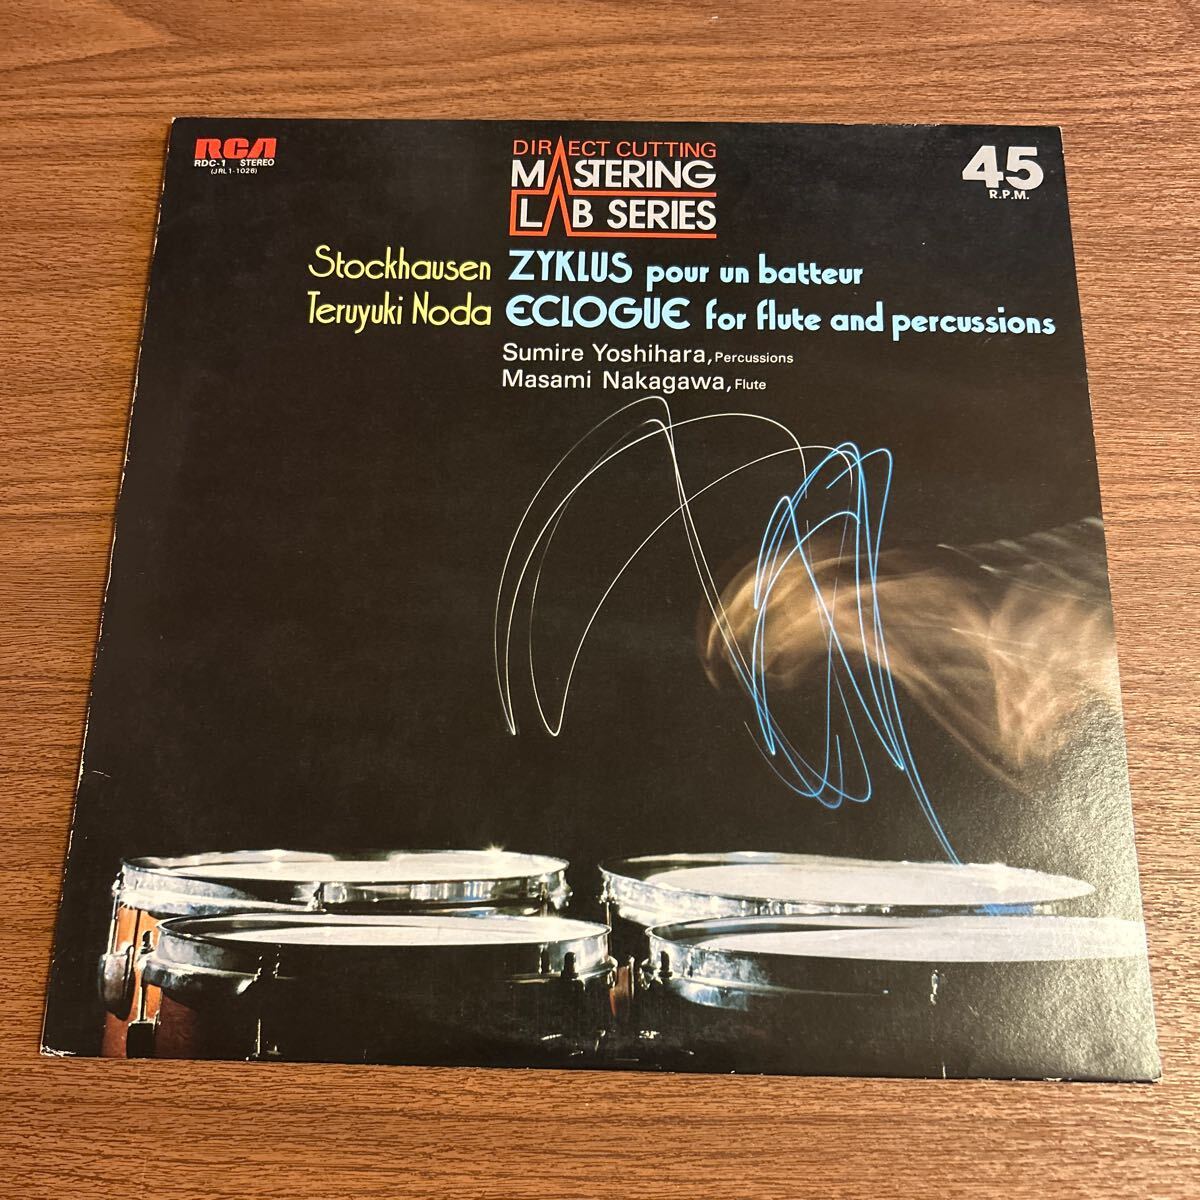 RCA
RDC-1 STEREO
(JRL1-1028)
DIRECT CUTTING
MASTERING
LAB SERIES
45
R.P.M.
Stockhausen ZYKLUS pour un batteur
Teruyuki Noda ECLOGUE for flute and percussions
Sumire Yoshihara, Percussions
Masami Nakagawa, Flute